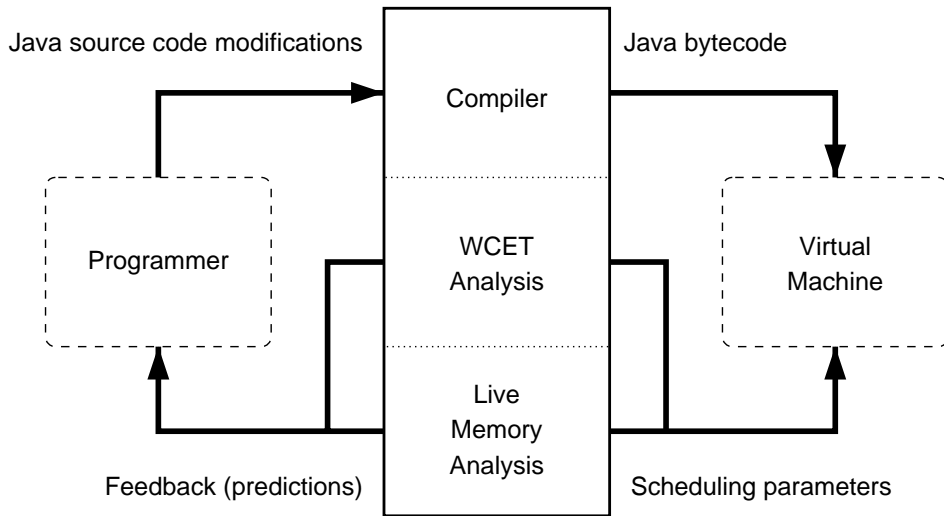 Java source code modifications
Java bytecode
Compiler
Programmer
WCET
Analysis
Virtual
Machine
Live
Memory
Analysis
Feedback (predictions)
Scheduling parameters